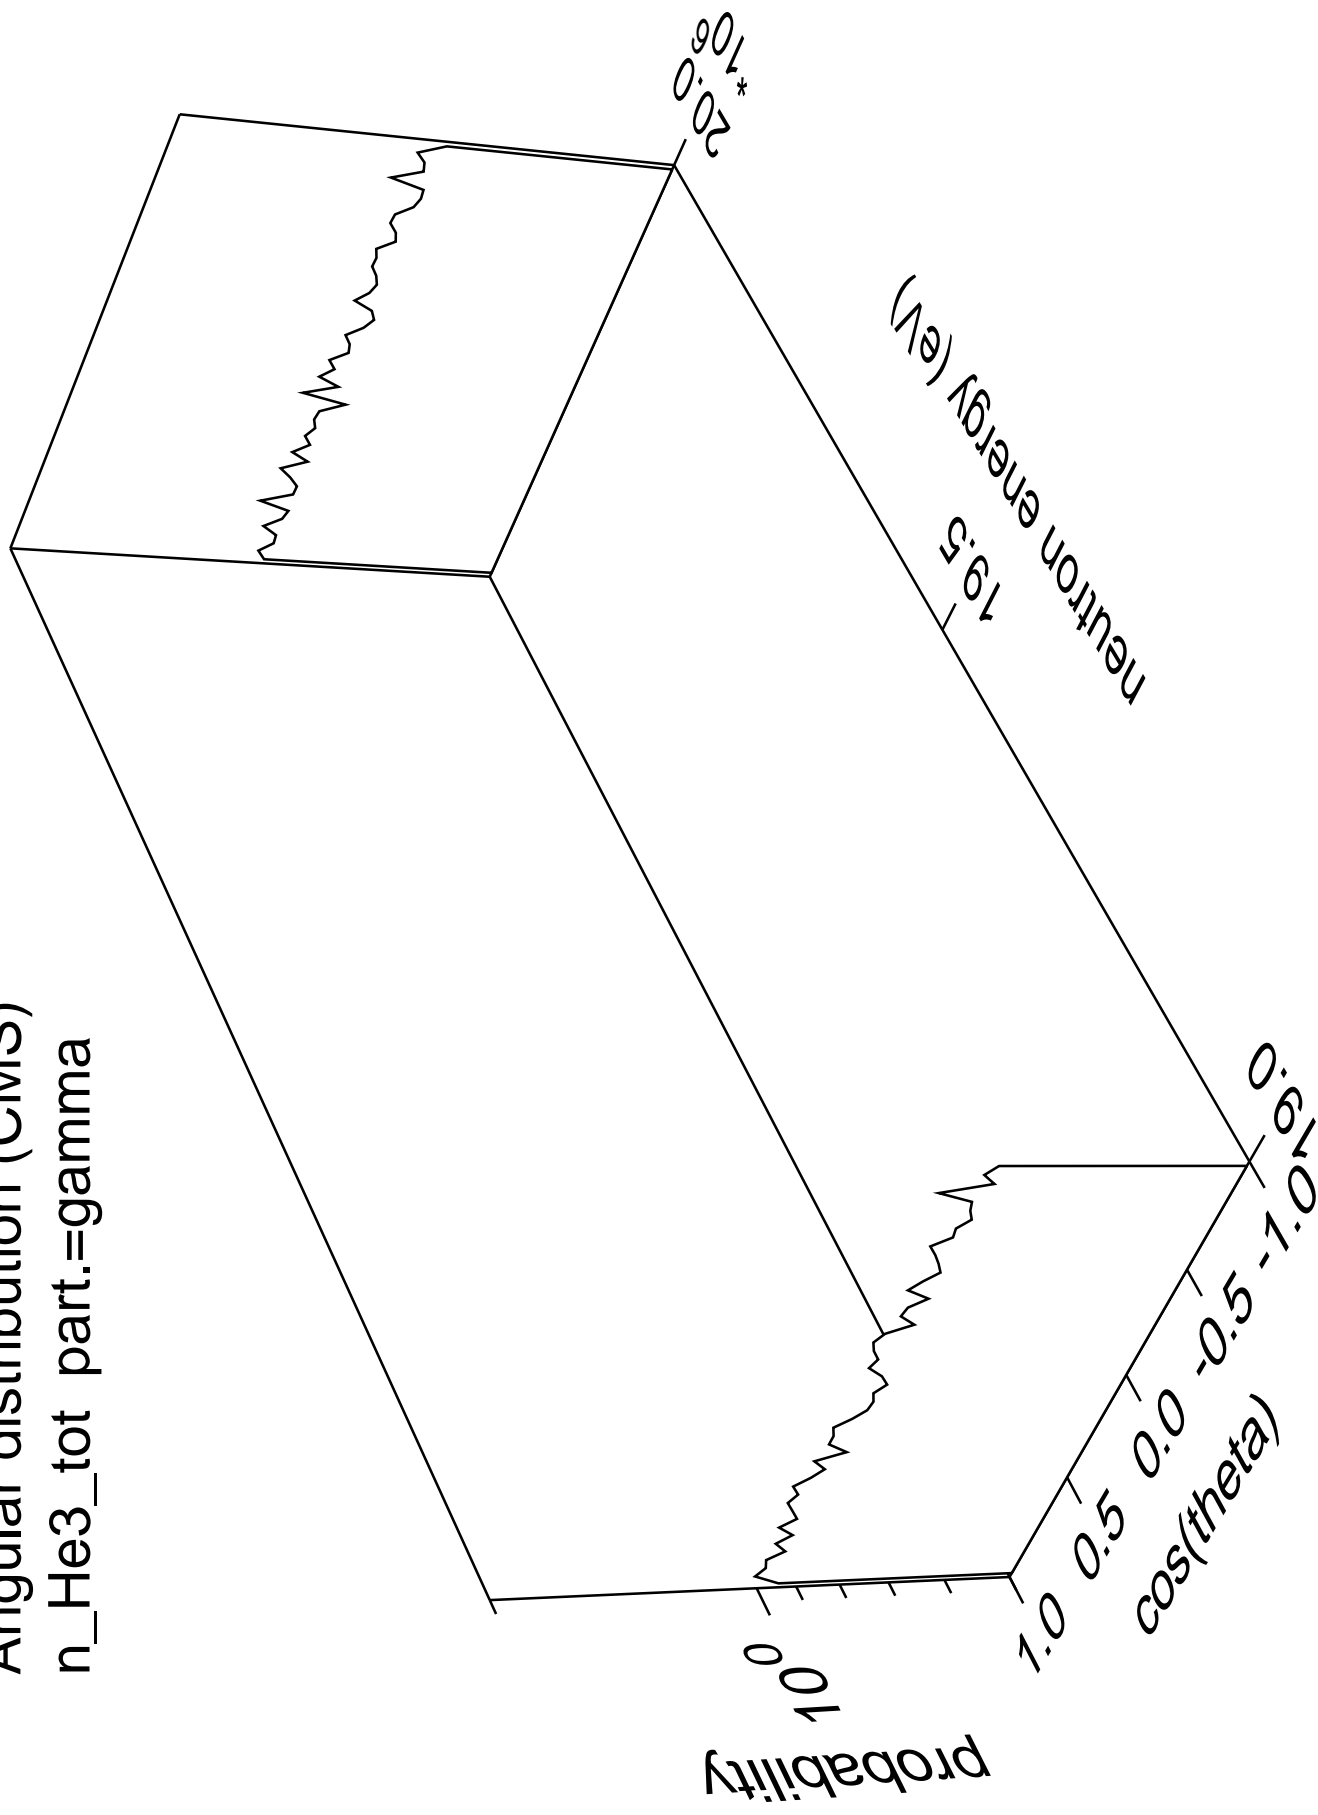 Angular distribution (CMS)
n_He3_tot part.=gamma
probability
10^0
1.0
0.5
0.0
-0.5
-1.0
cos(theta)
19.0
19.5
20.0
* 10^6
neutron energy (eV)